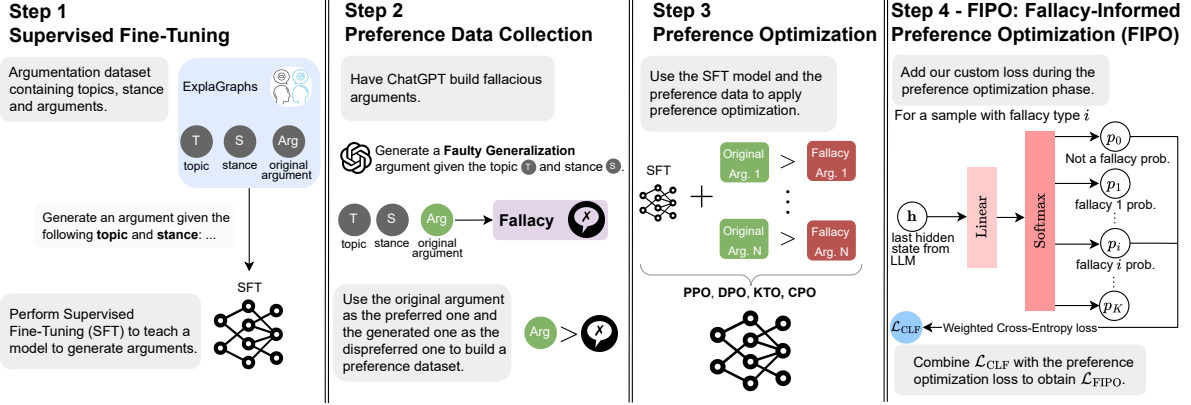 Step 1
Supervised Fine-Tuning
Argumentation dataset
containing topics, stance
and arguments.
ExplaGraphs
T
S
Arg
topic
stance
original
argument
Generate an argument given the
following topic and stance: ...
SFT
Perform Supervised
Fine-Tuning (SFT) to teach a
model to generate arguments.
Step 2
Preference Data Collection
Have ChatGPT build fallacious
arguments.
Generate a Faulty Generalization
argument given the topic T and stance S.
T
S
Arg
Fallacy
topic
stance
original
argument
Use the original argument
as the preferred one and
the generated one as the
dispreferred one to build a
preference dataset.
Arg >
Step 3
Preference Optimization
Use the SFT model and the
preference data to apply
preference optimization.
SFT
+
Original
Arg. 1
>
Fallacy
Arg. 1
Original
Arg. N
>
Fallacy
Arg. N
PPO, DPO, KTO, CPO
Step 4 - FIPO: Fallacy-Informed
Preference Optimization (FIPO)
Add our custom loss during the
preference optimization phase.
For a sample with fallacy type i
h
last hidden
state from
LLM
Linear
Softmax
p₀
Not a fallacy prob.
p₁
fallacy 1 prob.
pᵢ
fallacy i prob.
p_K
ℒ_CLF
Weighted Cross-Entropy loss
Combine ℒ_CLF with the preference
optimization loss to obtain ℒ_FIPO.